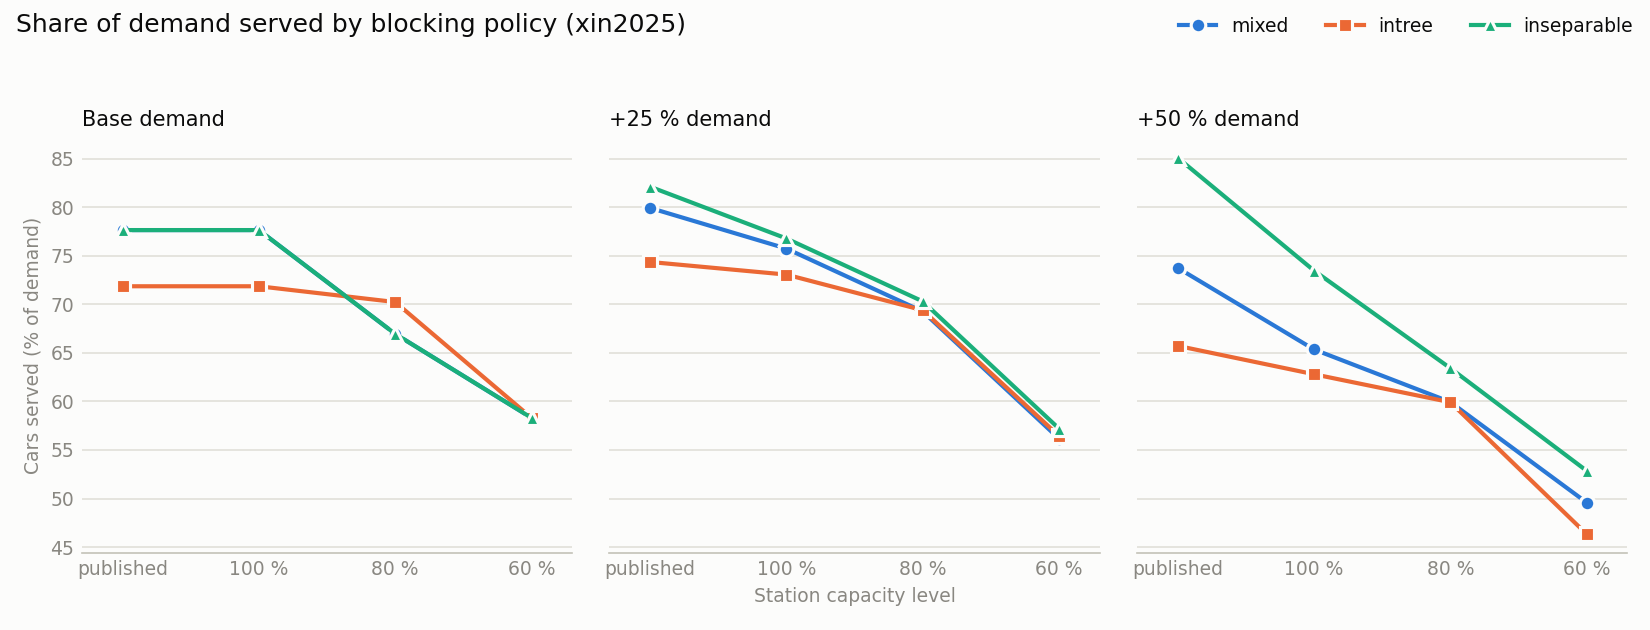 Share of demand served by blocking policy (xin2025)
mixed intree inseparable
Base demand
+25 % demand
+50 % demand
Cars served (% of demand)
85
80
75
70
65
60
55
50
45
published 100 % 80 % 60 %
published 100 % 80 % 60 %
published 100 % 80 % 60 %
Station capacity level